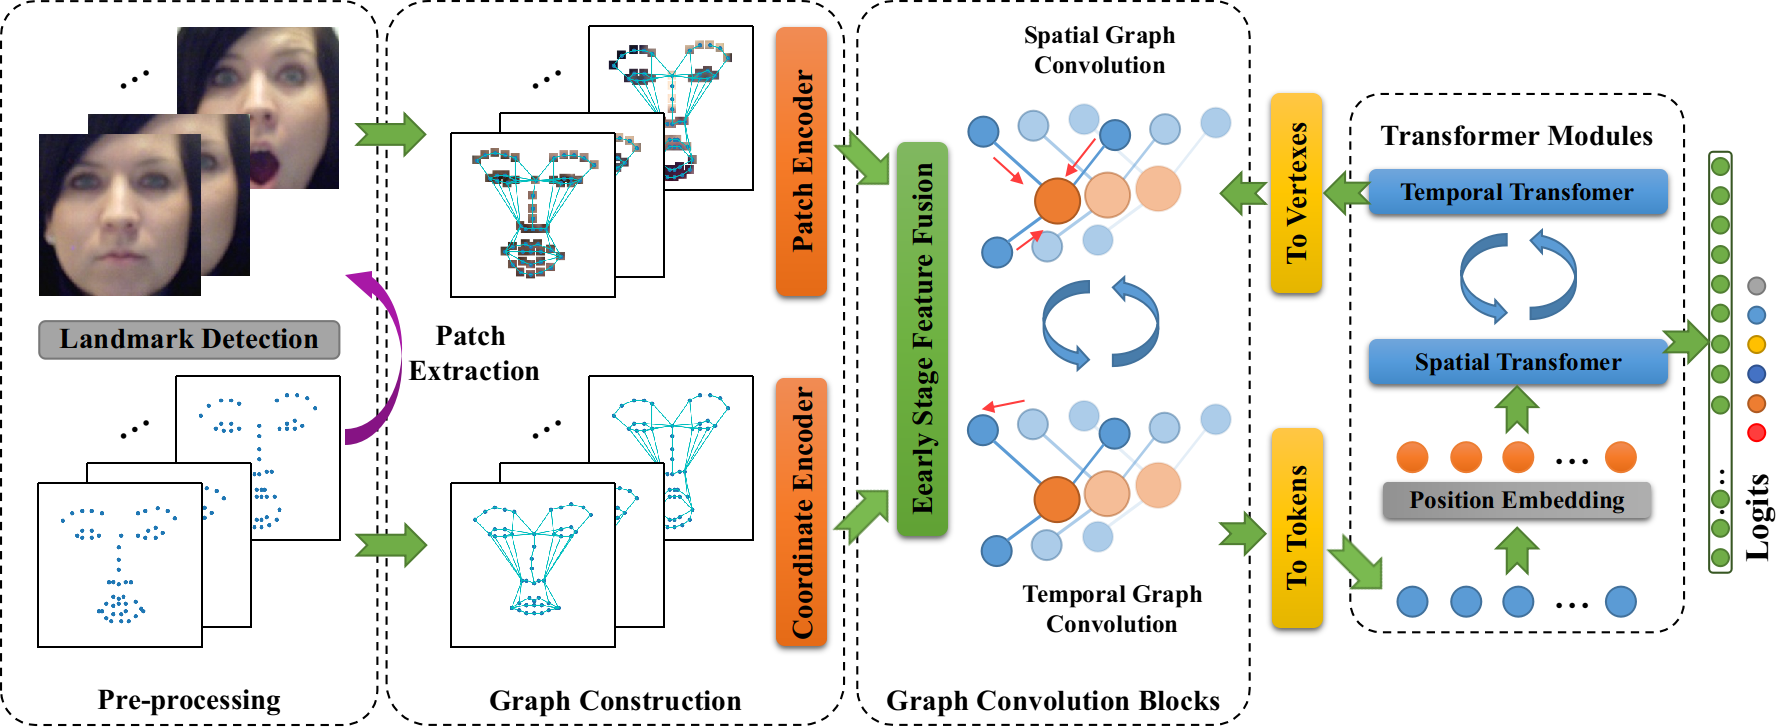 Landmark Detection
Pre-processing
Patch
Extraction
Graph Construction
Patch Encoder
Coordinate Encoder
Eearly Stage Feature Fusion
Spatial Graph
Convolution
Temporal Graph
Convolution
Graph Convolution Blocks
To Vertexes
To Tokens
Transformer Modules
Temporal Transfomer
Spatial Transfomer
Position Embedding
Logits